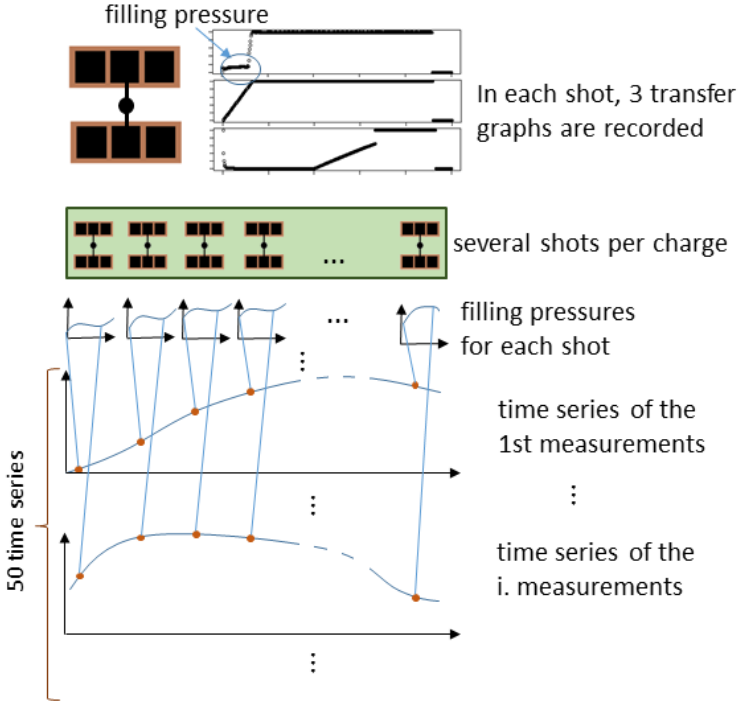 filling pressure
In each shot, 3 transfer
graphs are recorded
several shots per charge
...
filling pressures
for each shot
...
50 time series
time series of the
1st measurements
time series of the
i. measurements